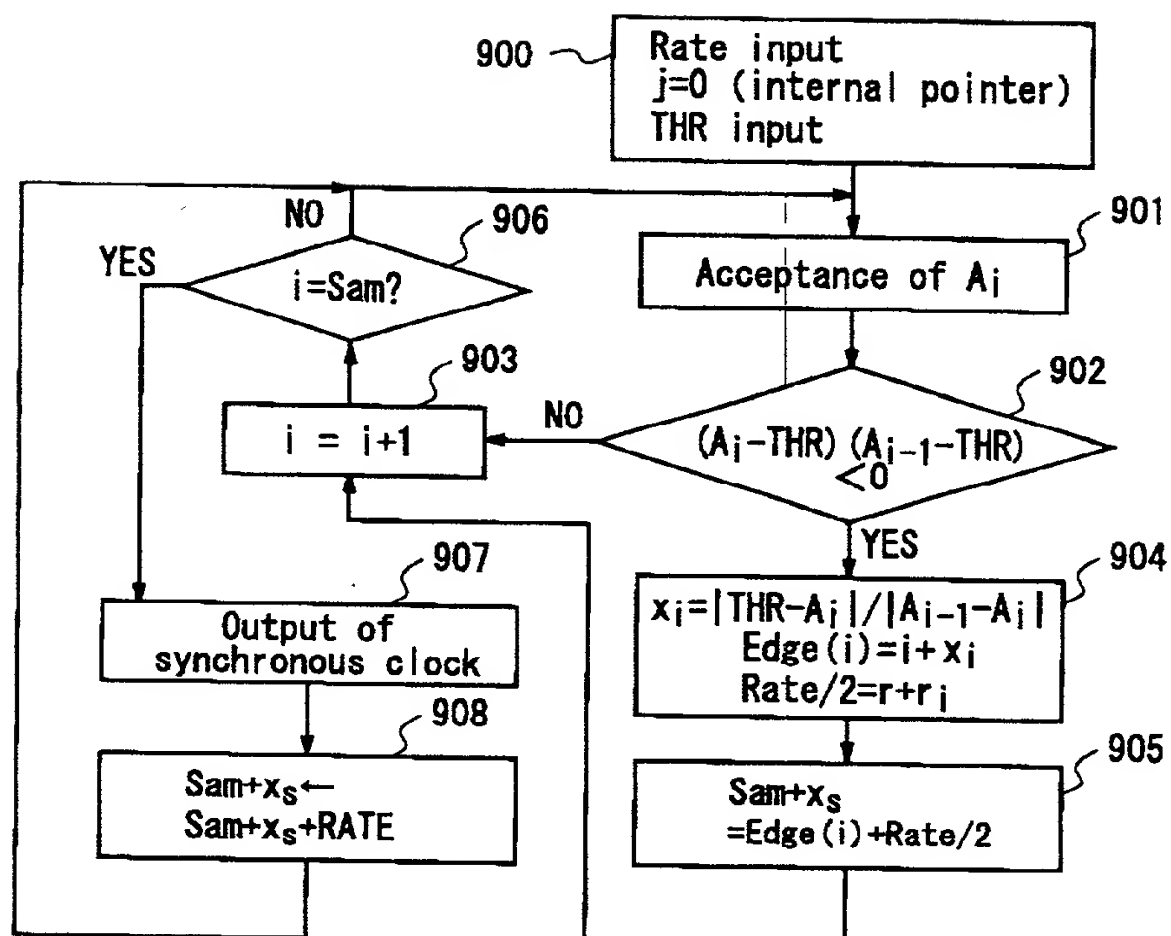 900
Rate input
j=0 (internal pointer)
THR input
901
Acceptance of Ai
NO
906
YES
i=Sam?
903
i = i+1
902
NO
(Ai-THR) (Ai-1-THR)
<0
YES
907
Output of
synchronous clock
904
xi=|THR-Ai|/|Ai-1-Ai|
Edge(i)=i+xi
Rate/2=r+ri
908
Sam+xs←
Sam+xs+RATE
905
Sam+xs
=Edge(i)+Rate/2